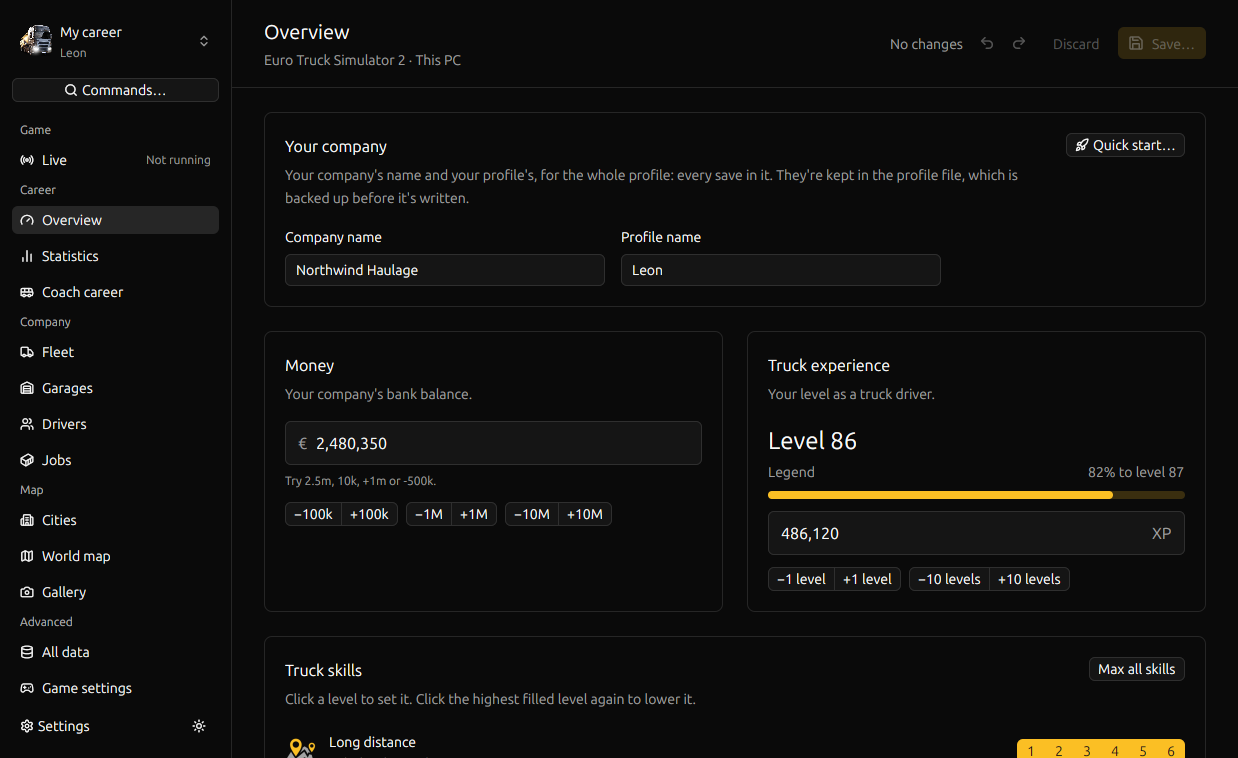 My career
Leon
Commands…
Game
Live
Not running
Career
Overview
Statistics
Coach career
Company
Fleet
Garages
Drivers
Jobs
Map
Cities
World map
Gallery
Advanced
All data
Game settings
Settings
Overview
Euro Truck Simulator 2 · This PC
No changes
Discard
Save…
Your company
Quick start…
Your company's name and your profile's, for the whole profile: every save in it. They're kept in the profile file, which is
backed up before it's written.
Company name
Profile name
Northwind Haulage
Leon
Money
Your company's bank balance.
€ 2,480,350
Try 2.5m, 10k, +1m or -500k.
−100k +100k −1M +1M −10M +10M
Truck experience
Your level as a truck driver.
Level 86
Legend
82% to level 87
486,120 XP
−1 level +1 level −10 levels +10 levels
Truck skills
Max all skills
Click a level to set it. Click the highest filled level again to lower it.
Long distance
1 2 3 4 5 6